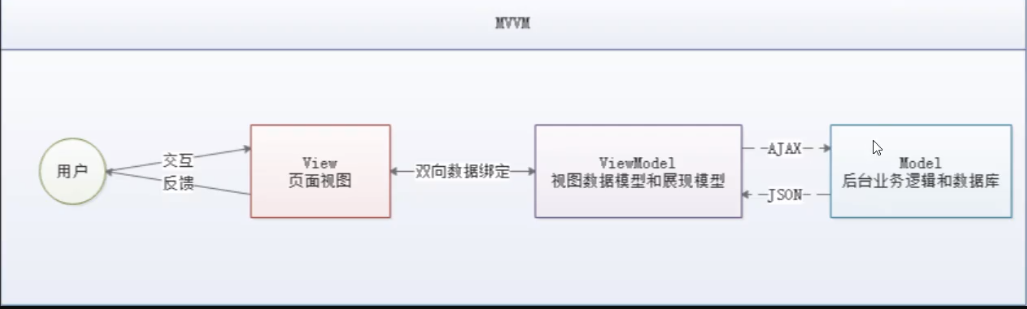 MVVM
用户
交互
反馈
View
页面视图
双向数据绑定
ViewModel
视图数据模型和展现模型
AJAX
JSON
Model
后台业务逻辑和数据库